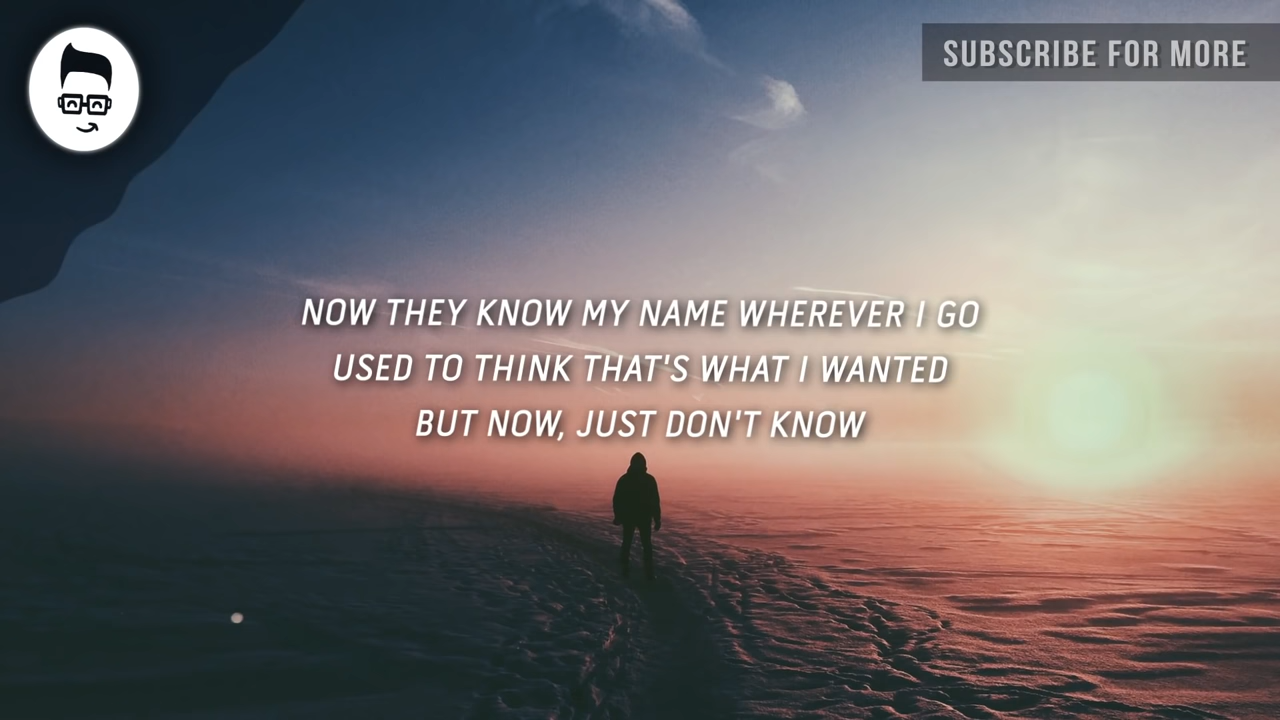 SUBSCRIBE FOR MORE
NOW THEY KNOW MY NAME WHEREVER I GO
USED TO THINK THAT'S WHAT I WANTED
BUT NOW, JUST DON'T KNOW